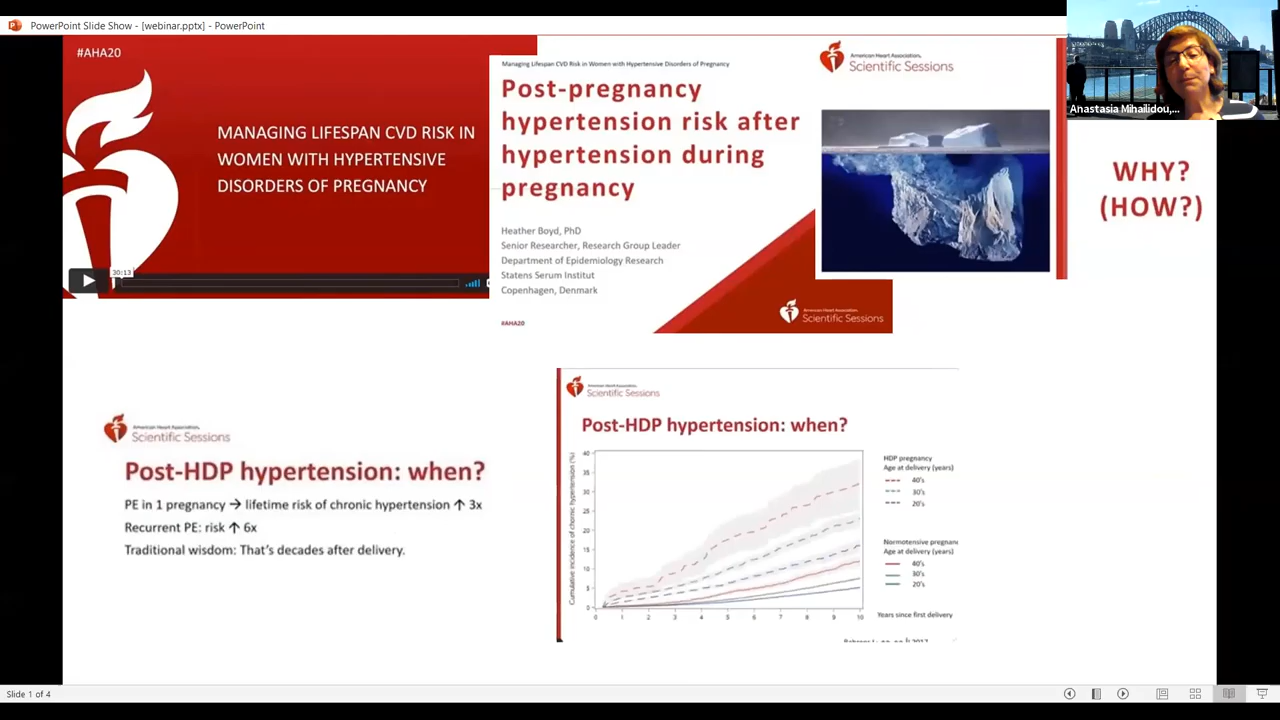 PowerPoint Slide Show - [webinar.pptx] - PowerPoint
Anastasia Mihailidou,...
#AHA20
MANAGING LIFESPAN CVD RISK IN
WOMEN WITH HYPERTENSIVE
DISORDERS OF PREGNANCY
30:13
Managing Lifespan CVD Risk in Women with Hypertensive Disorders of Pregnancy
Post-pregnancy
hypertension risk after
hypertension during
pregnancy
Heather Boyd, PhD
Senior Researcher, Research Group Leader
Department of Epidemiology Research
Statens Serum Institut
Copenhagen, Denmark
#AHA20
American Heart Association.
Scientific Sessions
American Heart Association.
Scientific Sessions
WHY?
(HOW?)
American Heart Association.
Scientific Sessions
Post-HDP hypertension: when?
PE in 1 pregnancy → lifetime risk of chronic hypertension ↑ 3x
Recurrent PE: risk ↑ 6x
Traditional wisdom: That's decades after delivery.
American Heart Association.
Scientific Sessions
Post-HDP hypertension: when?
Cumulative incidence of chronic hypertension (%)
40
35
30
25
20
15
10
5
0
0 1 2 3 4 5 6 7 8 9 10
HDP pregnancy
Age at delivery (years)
40's
30's
20's
Normotensive pregnan
Age at delivery (years)
40's
30's
20's
Years since first delivery
2017
Slide 1 of 4